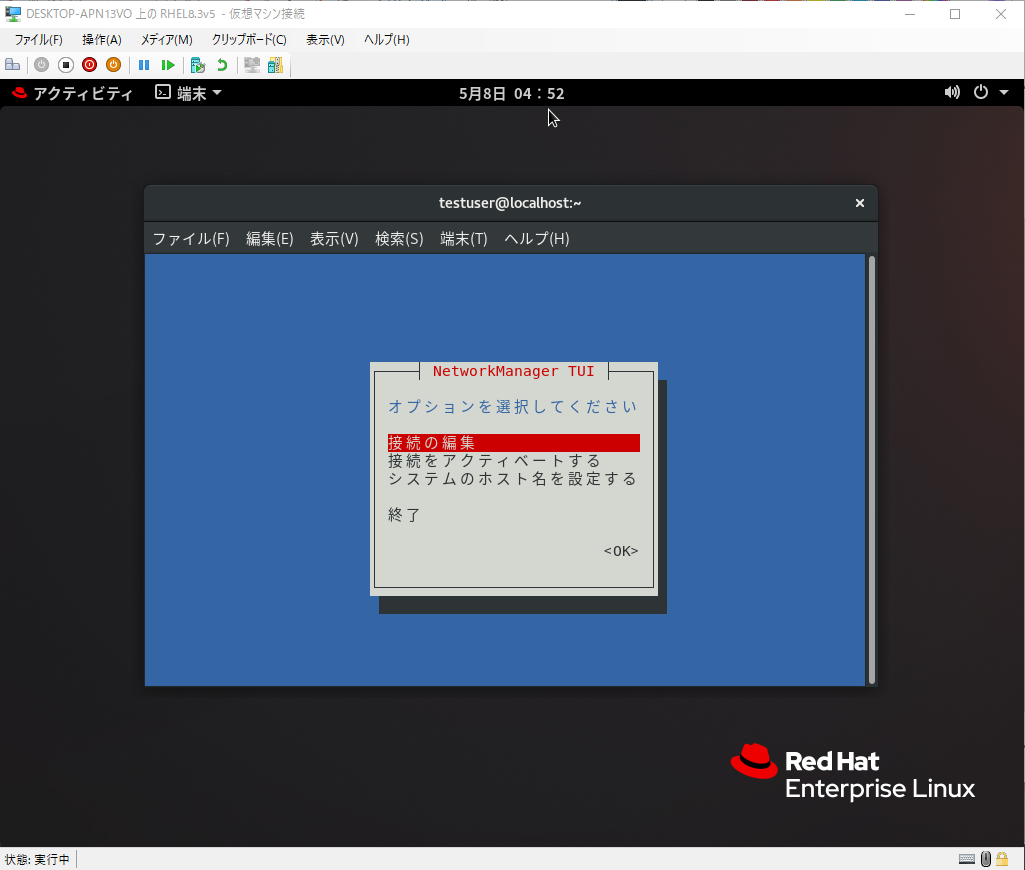 DESKTOP-APN13VO 上の RHEL8.3v5 - 仮想マシン接続
ファイル(F) 操作(A) メディア(M) クリップボード(C) 表示(V) ヘルプ(H)
アクティビティ 端末 5月8日 04:52
testuser@localhost:~
ファイル(F) 編集(E) 表示(V) 検索(S) 端末(T) ヘルプ(H)
NetworkManager TUI
オプションを選択してください
接続の編集
接続をアクティベートする
システムのホスト名を設定する
終了
<OK>
Red Hat
Enterprise Linux
状態: 実行中